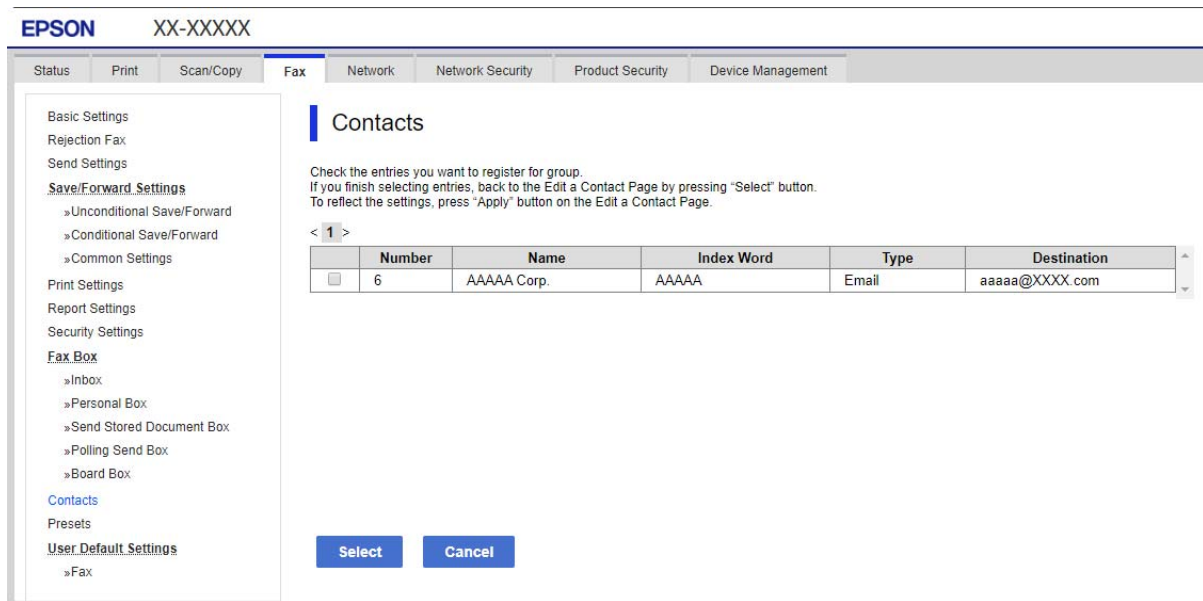 EPSON XX-XXXXX
Status Print Scan/Copy Fax Network Network Security Product Security Device Management
Basic Settings
Rejection Fax
Send Settings
Save/Forward Settings
»Unconditional Save/Forward
»Conditional Save/Forward
»Common Settings
Print Settings
Report Settings
Security Settings
Fax Box
»Inbox
»Personal Box
»Send Stored Document Box
»Polling Send Box
»Board Box
Contacts
Presets
User Default Settings
»Fax
Contacts
Check the entries you want to register for group.
If you finish selecting entries, back to the Edit a Contact Page by pressing “Select” button.
To reflect the settings, press “Apply” button on the Edit a Contact Page.
< 1 >
Number Name Index Word Type Destination
6 AAAAA Corp. AAAAA Email aaaaa@XXXX.com
Select Cancel